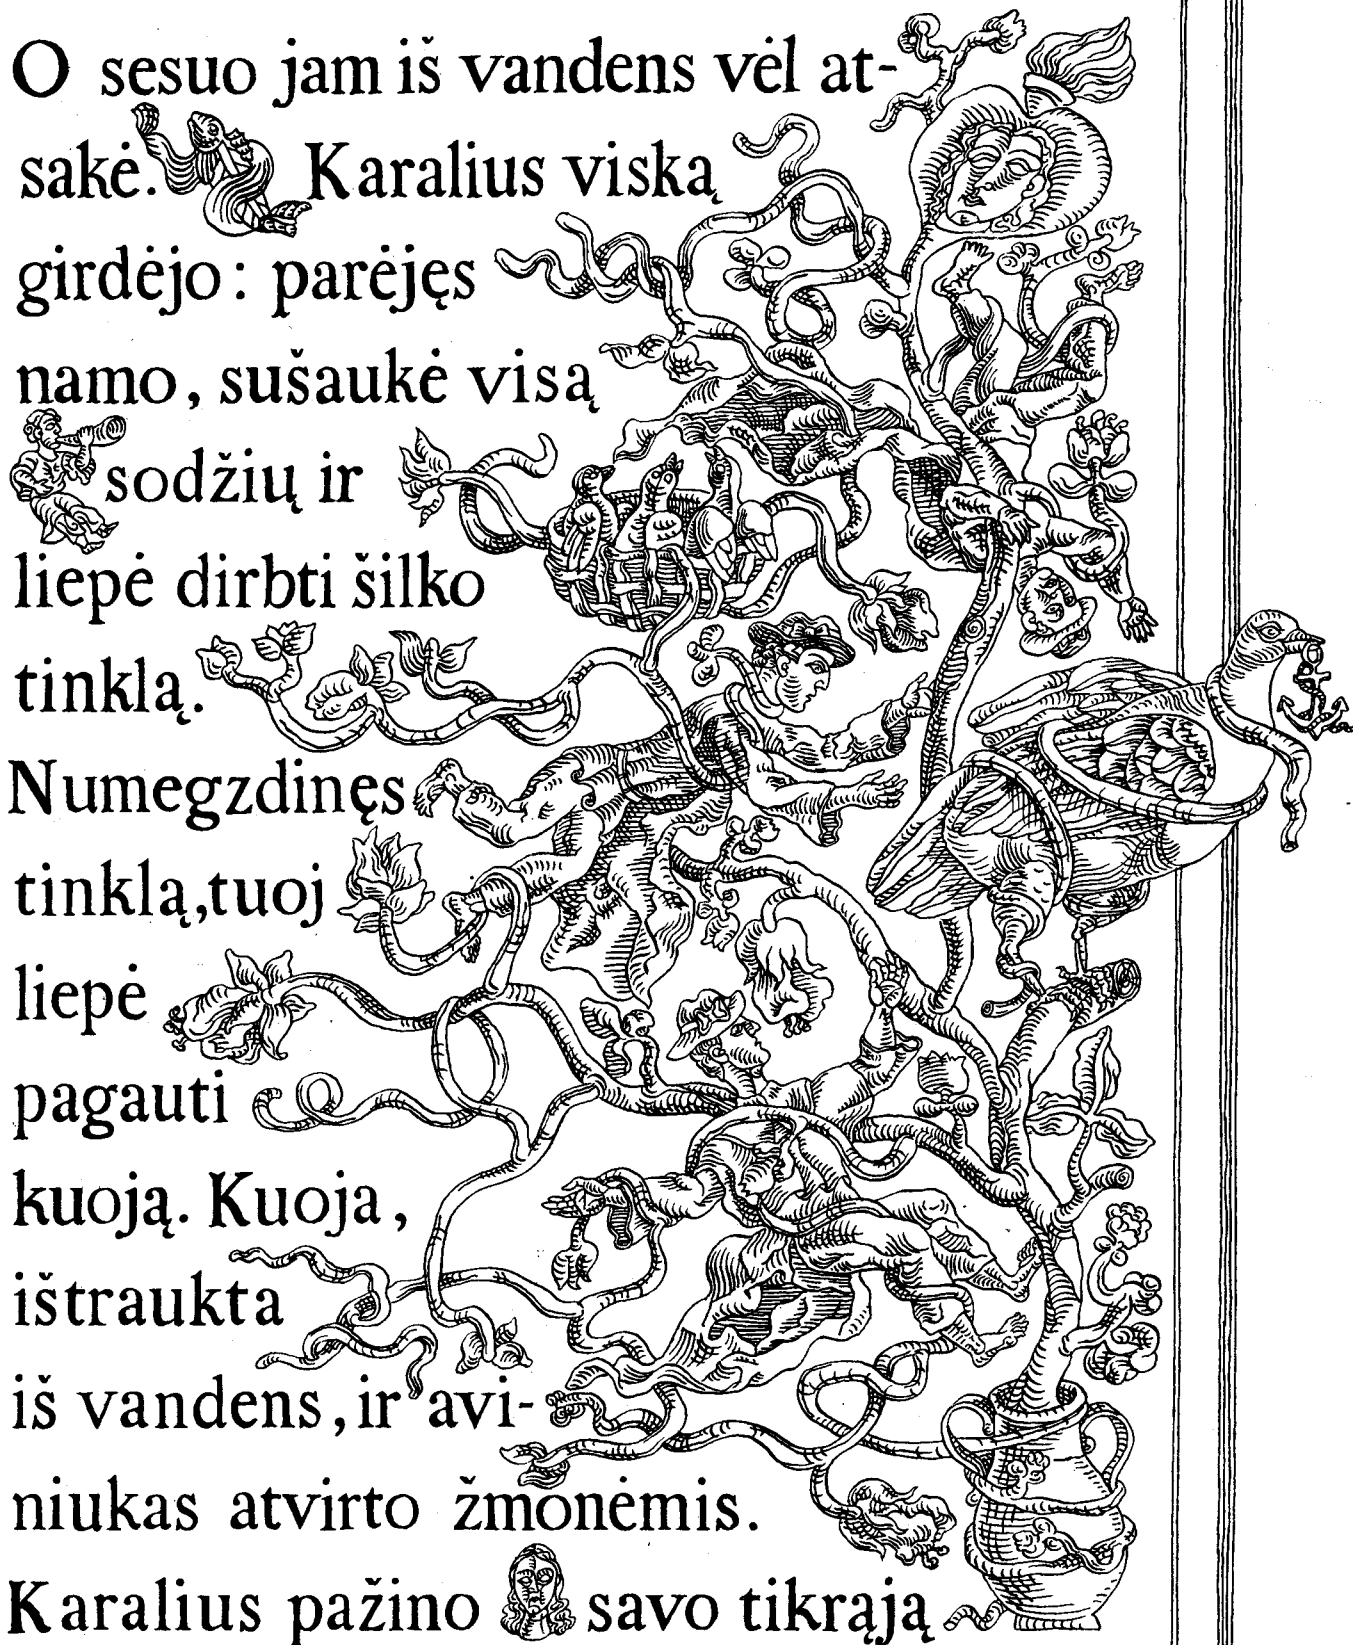 O sesuo jam iš vandens vėl at-
sakė. Karalius viską
girdėjo: parėjęs
namo, sušaukė visą
sodžių ir
liepė dirbti šilko
tinklą.
Numegzdinęs
tinklą, tuoj
liepė
pagauti
kuoją. Kuoja,
ištraukta
iš vandens, ir avi-
niukas atvirto žmonėmis.
Karalius pažino savo tikrąją